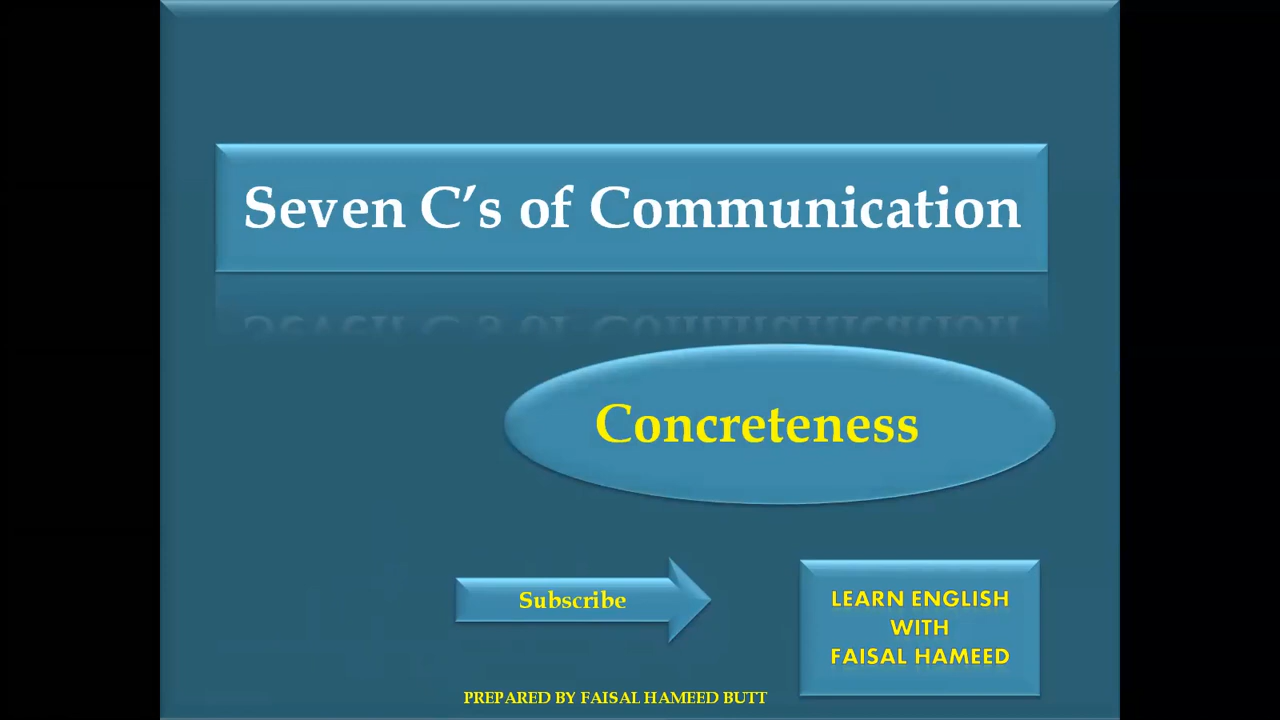 Seven C’s of Communication
Concreteness
Subscribe
LEARN ENGLISH
WITH
FAISAL HAMEED
PREPARED BY FAISAL HAMEED BUTT